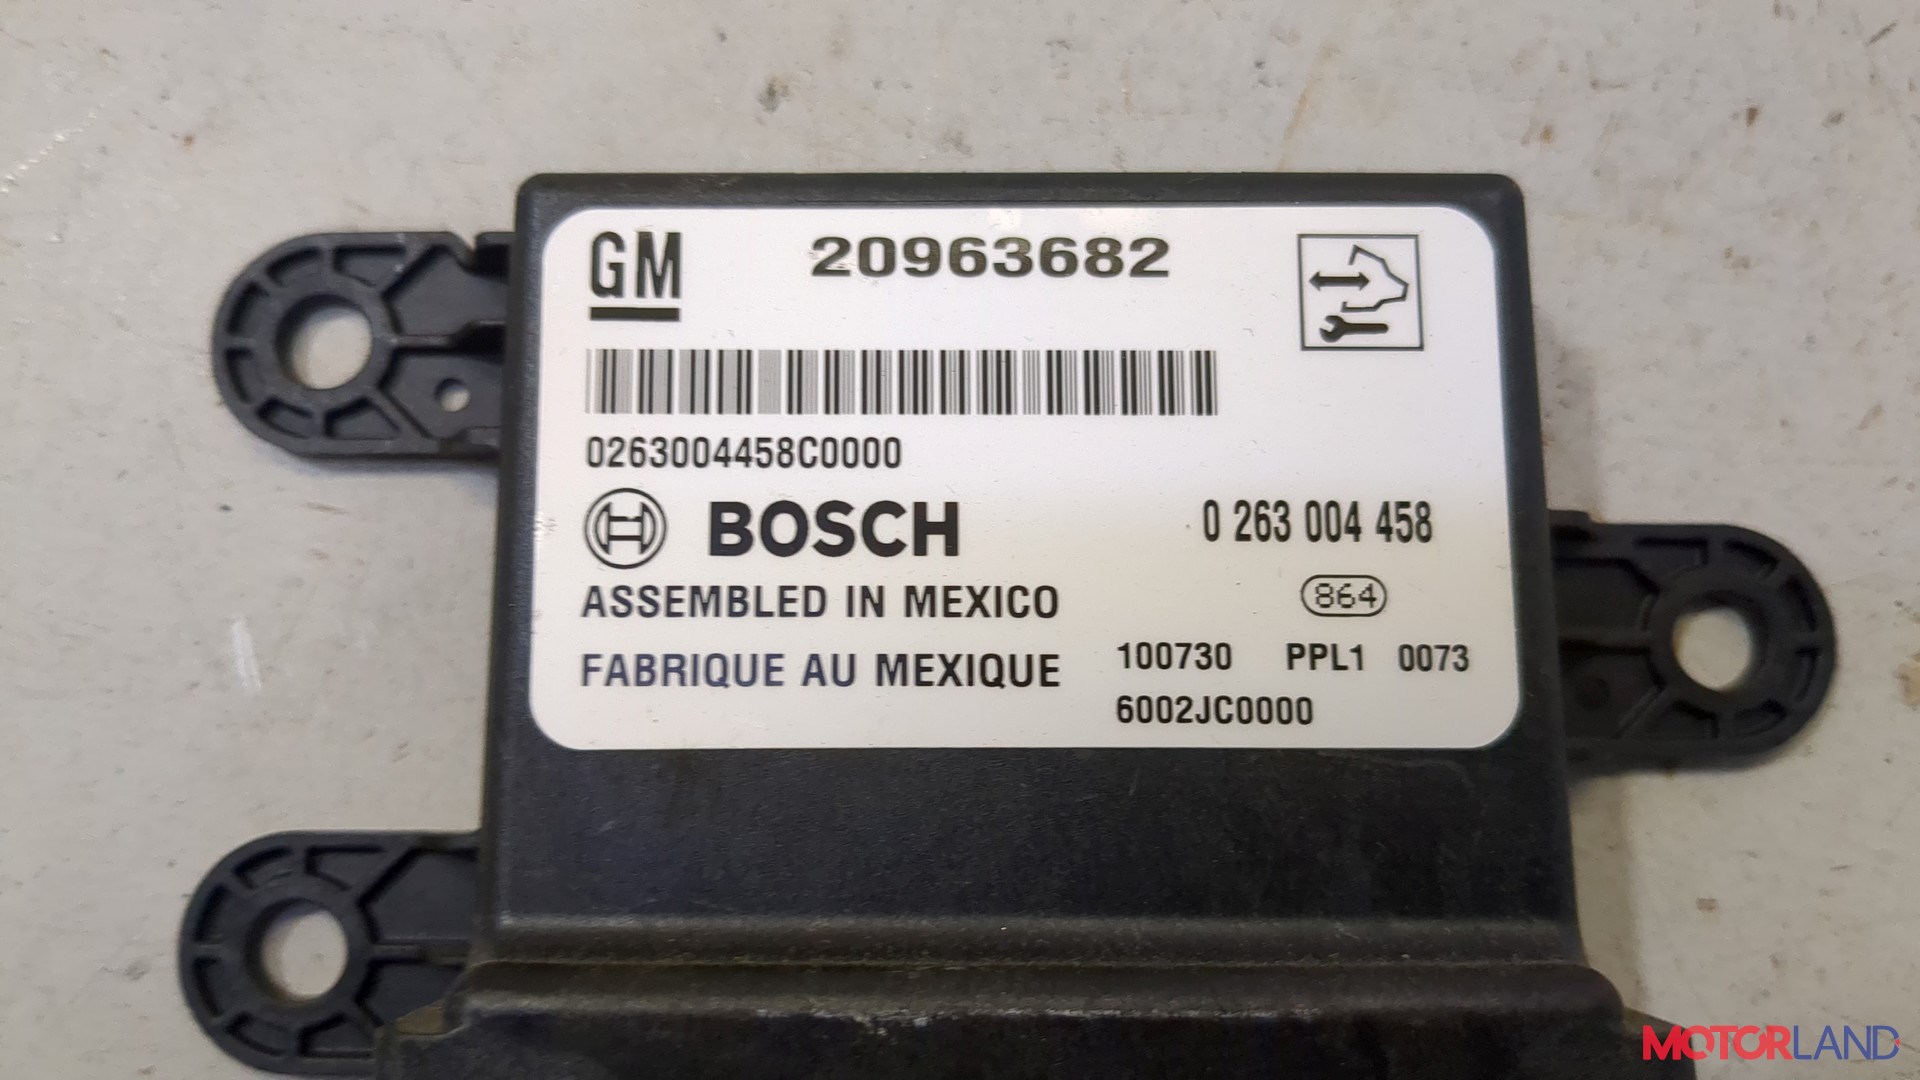 GM 20963682
0263004458C0000
BOSCH 0 263 004 458
ASSEMBLED IN MEXICO 864
FABRIQUE AU MEXIQUE 100730 PPL1 0073
6002JC0000
MOTORLAND